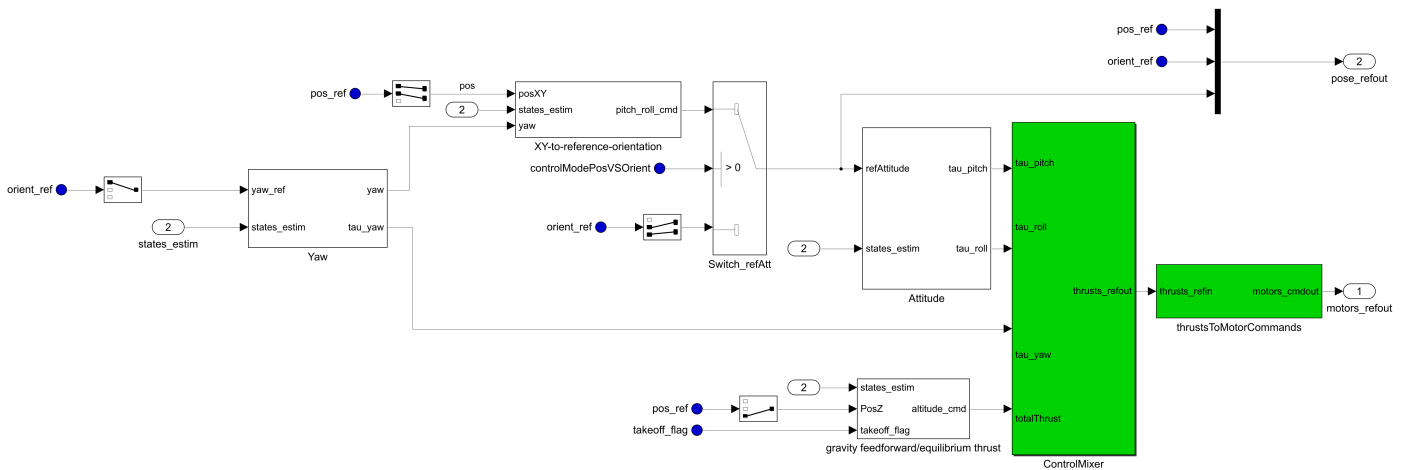 pos_ref
orient_ref
2
pose_refout
pos_ref
pos
posXY
states_estim
yaw
pitch_roll_cmd
2
XY-to-reference-orientation
controlModePosVSOrient
> 0
orient_ref
Switch_refAtt
orient_ref
yaw_ref
yaw
states_estim
tau_yaw
2
states_estim
Yaw
refAttitude
tau_pitch
2
states_estim
tau_roll
Attitude
tau_pitch
tau_roll
thrusts_refout
tau_yaw
totalThrust
ControlMixer
thrusts_refin
motors_cmdout
thrustsToMotorCommands
1
motors_refout
2
states_estim
pos_ref
PosZ
altitude_cmd
takeoff_flag
takeoff_flag
gravity feedforward/equilibrium thrust